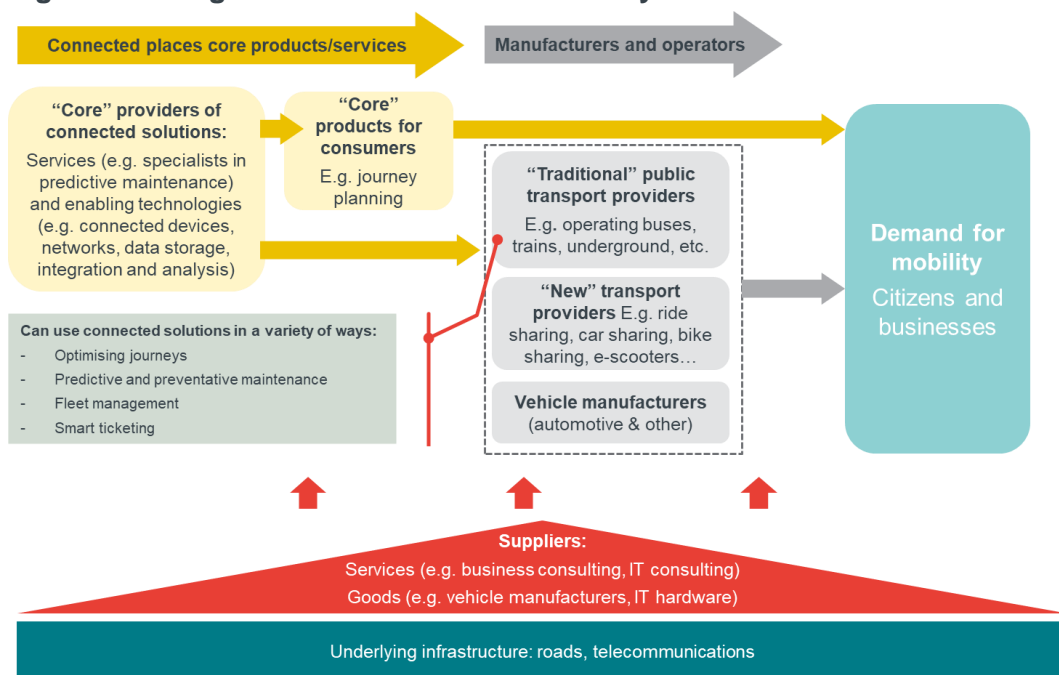 Connected places core products/services
Manufacturers and operators
“Core” providers of
connected solutions:
Services (e.g. specialists in
predictive maintenance)
and enabling technologies
(e.g. connected devices,
networks, data storage,
integration and analysis)
“Core”
products for
consumers
E.g. journey
planning
“Traditional” public
transport providers
E.g. operating buses,
trains, underground, etc.
“New” transport
providers E.g. ride
sharing, car sharing, bike
sharing, e-scooters…
Vehicle manufacturers
(automotive & other)
Demand for
mobility
Citizens and
businesses
Can use connected solutions in a variety of ways:
- Optimising journeys
- Predictive and preventative maintenance
- Fleet management
- Smart ticketing
Suppliers:
Services (e.g. business consulting, IT consulting)
Goods (e.g. vehicle manufacturers, IT hardware)
Underlying infrastructure: roads, telecommunications